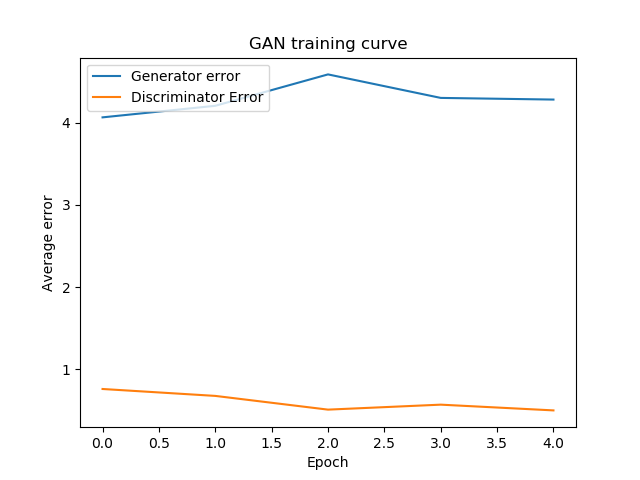 GAN training curve
Generator error
Discriminator Error
4
3
2
1
Average error
0.0 0.5 1.0 1.5 2.0 2.5 3.0 3.5 4.0
Epoch